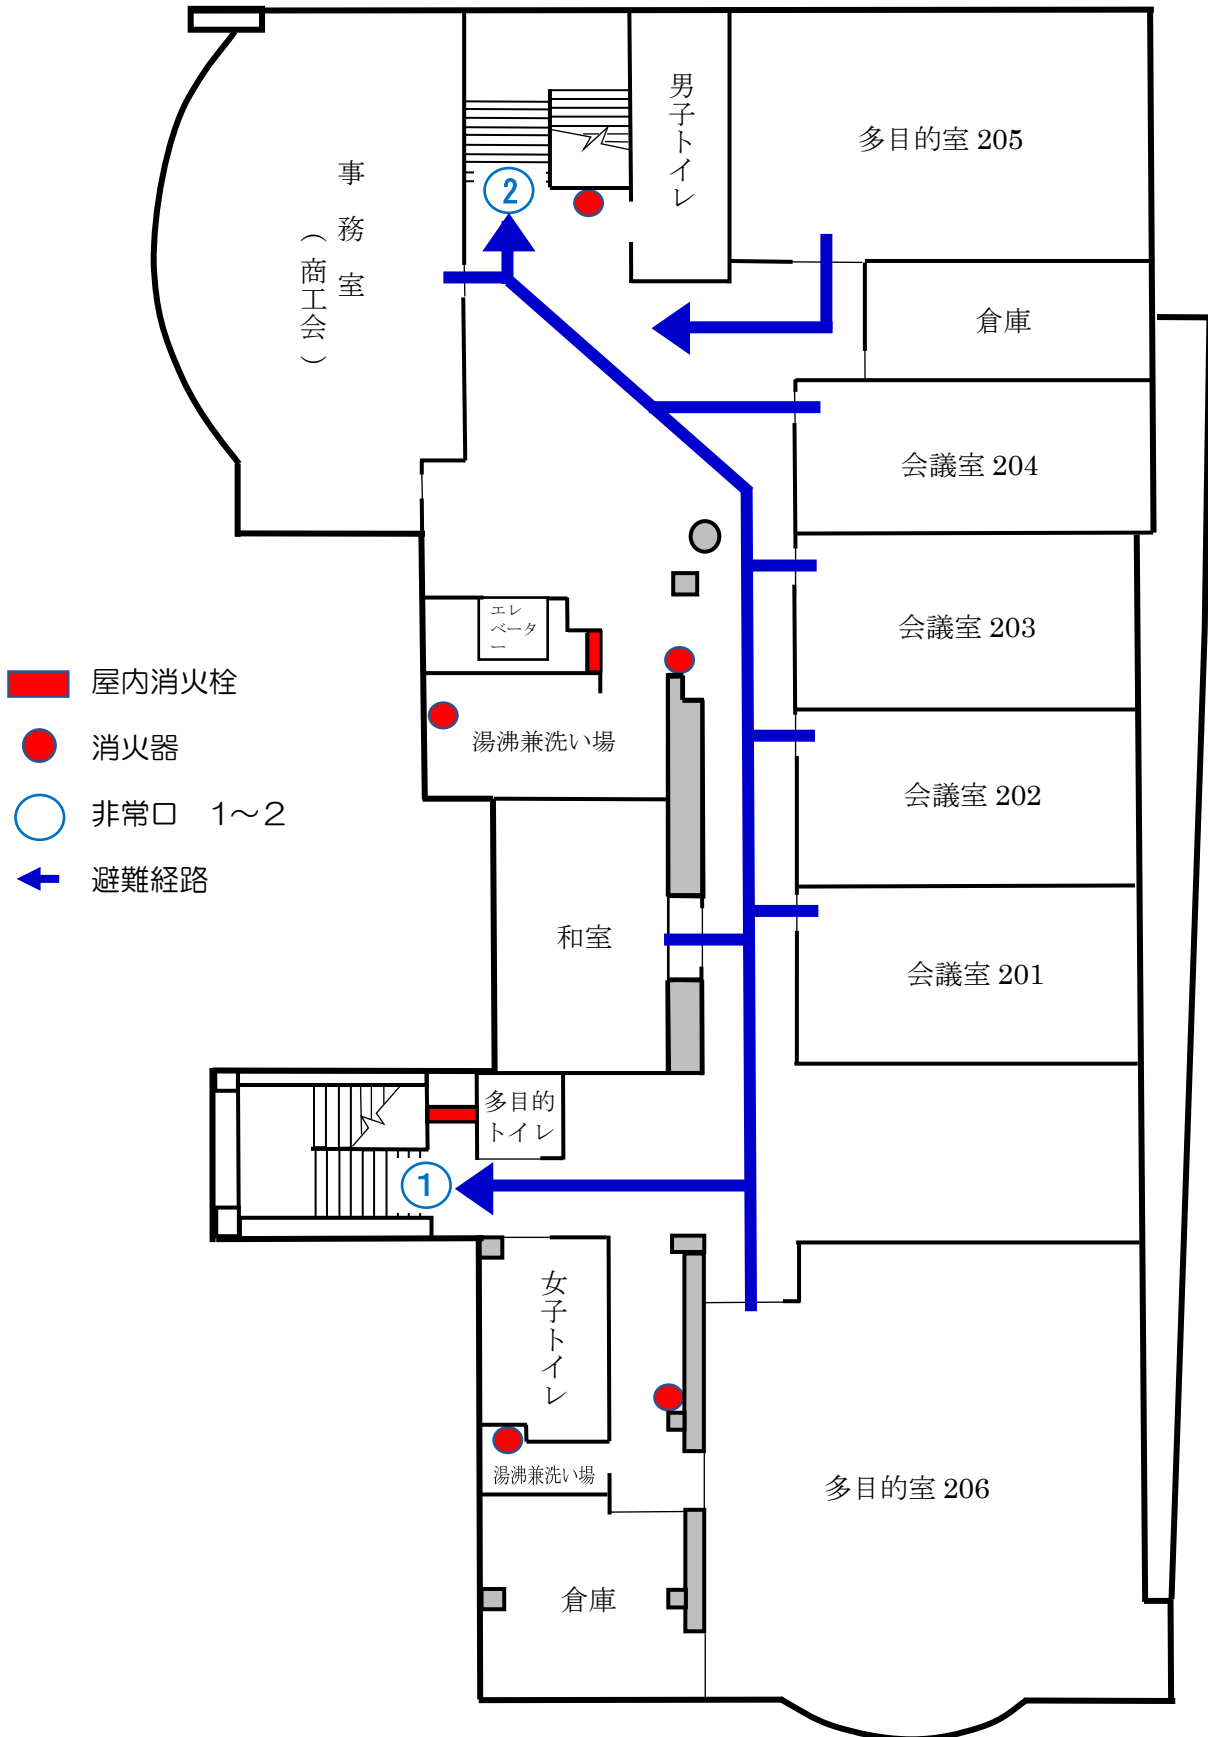 男子トイレ
多目的室 205
事務室
（商工会）
2
倉庫
会議室 204
会議室 203
エレ
ベータ
ー
屋内消火栓
湯沸兼洗い場
消火器
会議室 202
非常口　1～2
避難経路
和室
会議室 201
多目的
トイレ
1
女子トイレ
湯沸兼洗い場
多目的室 206
倉庫